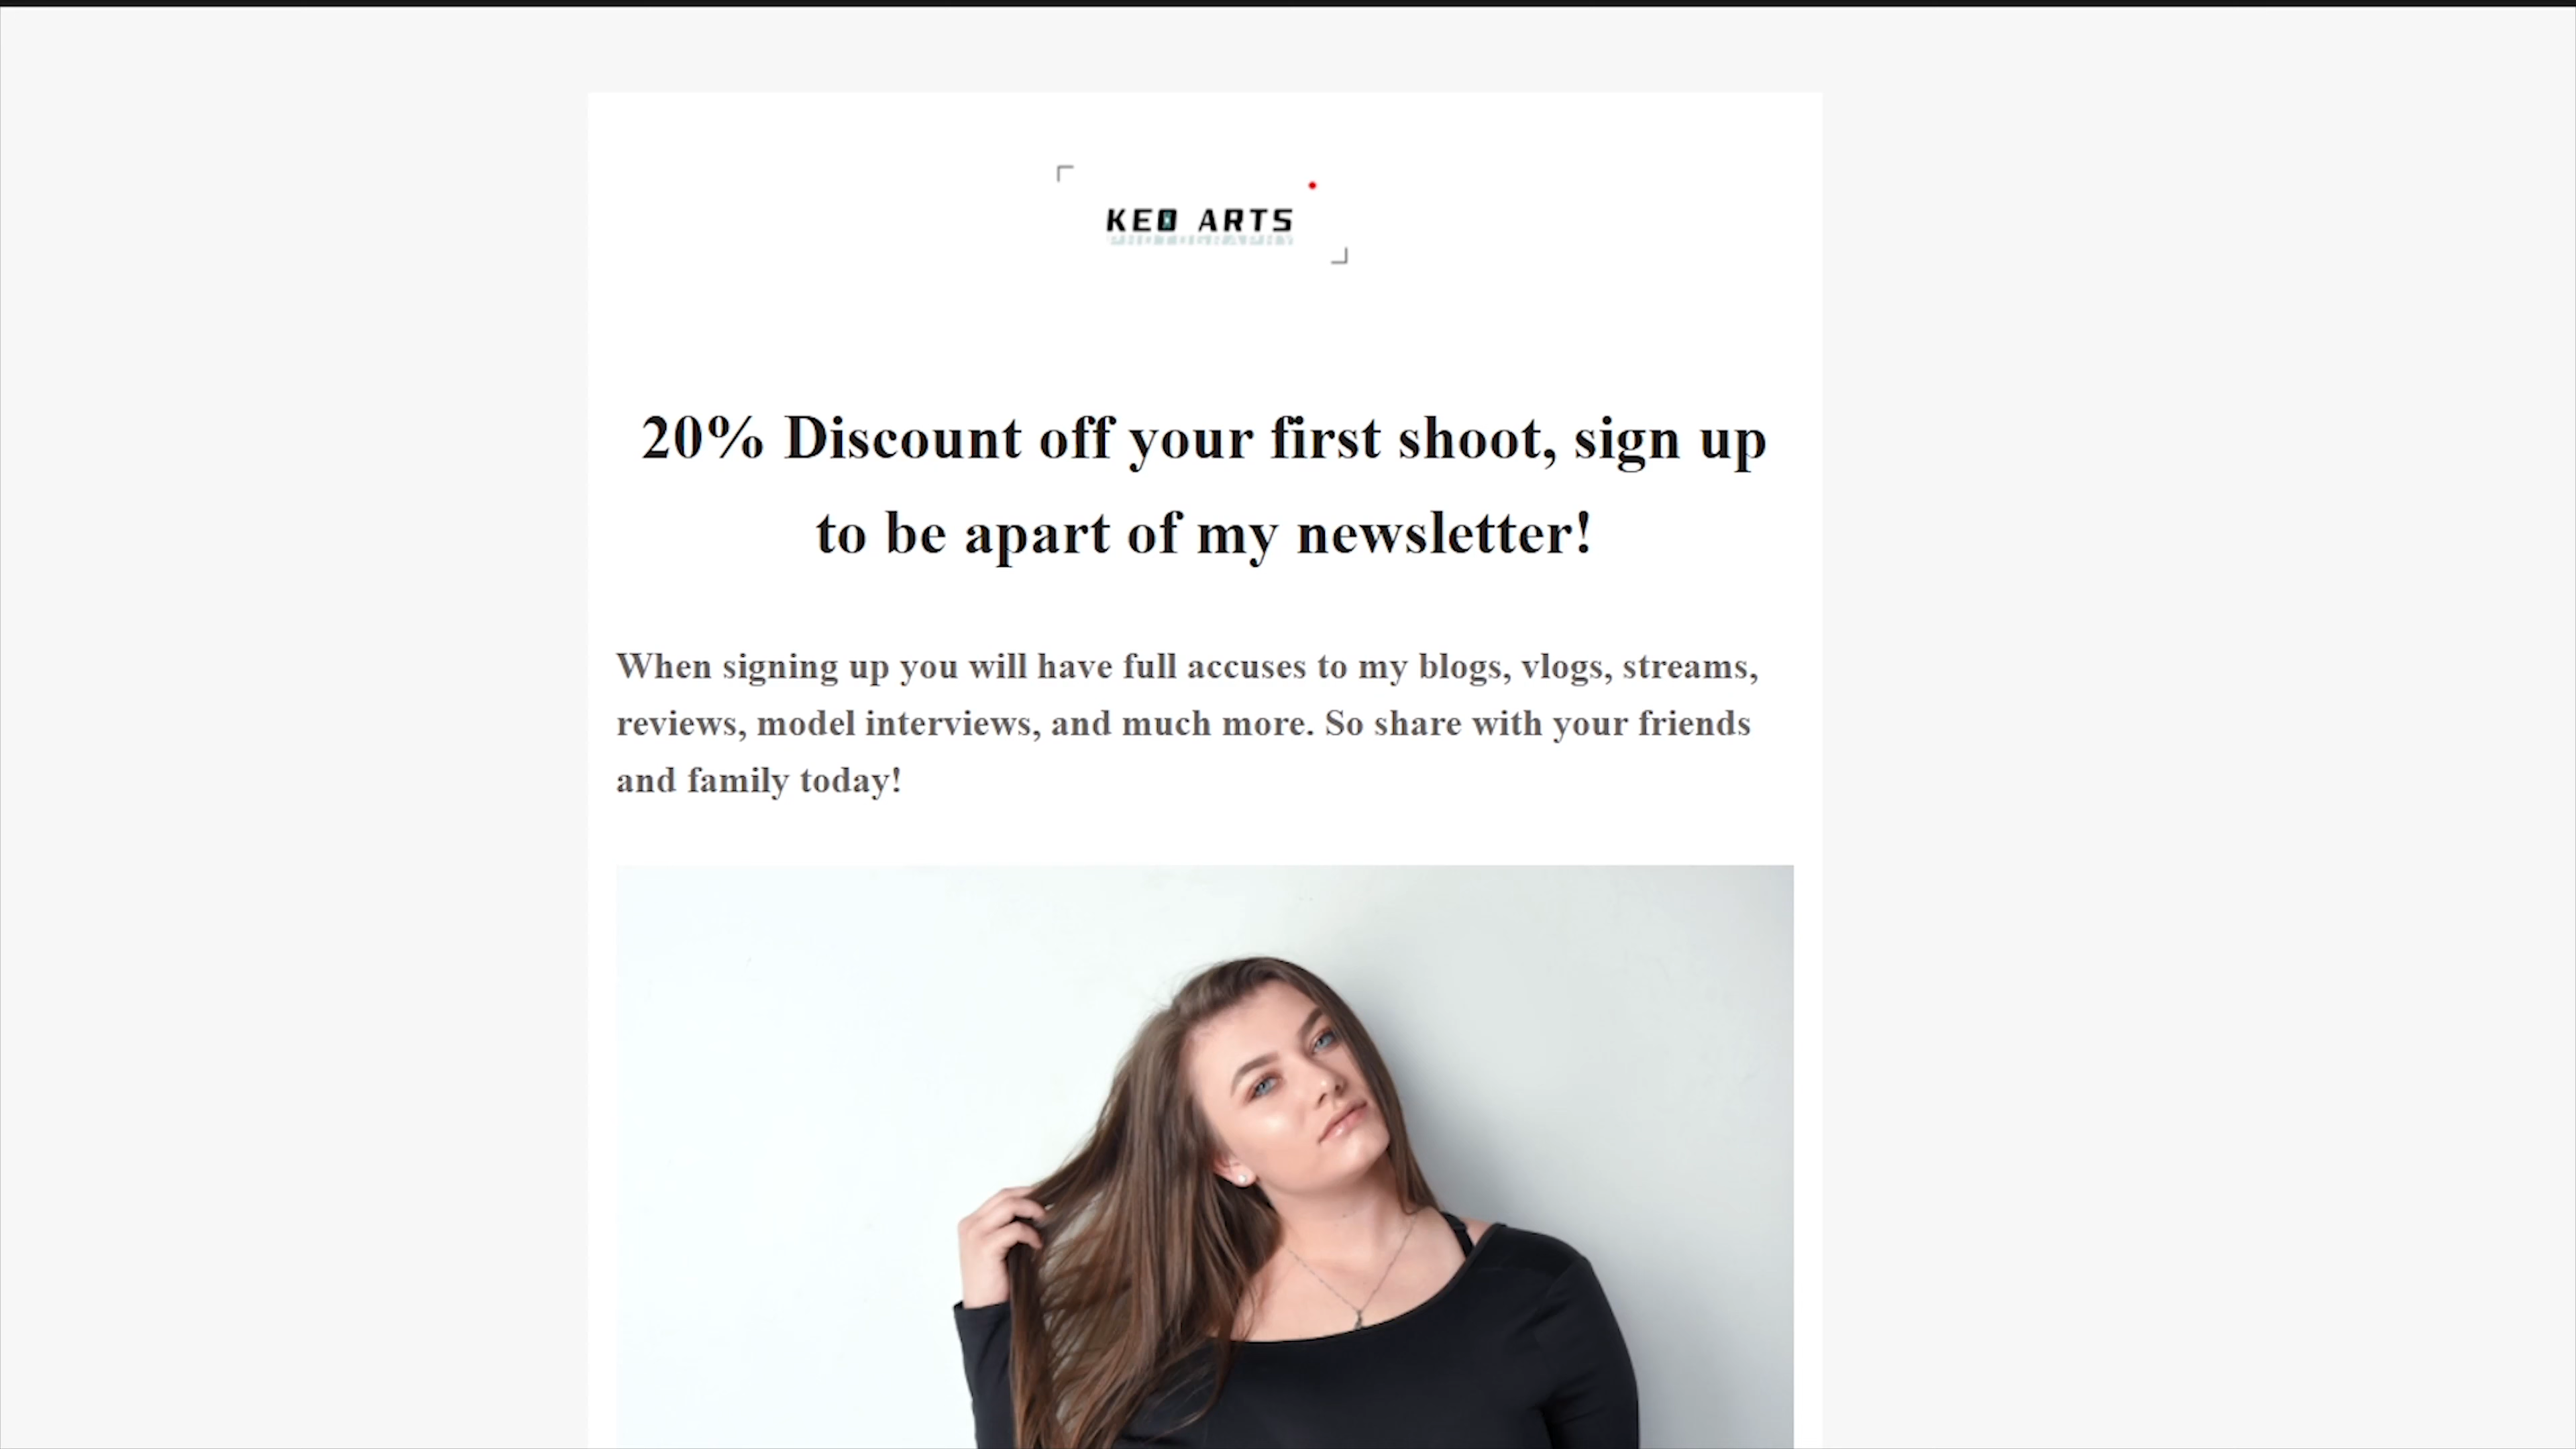 KEO ARTS
20% Discount off your first shoot, sign up
to be apart of my newsletter!
When signing up you will have full accuses to my blogs, vlogs, streams,
reviews, model interviews, and much more. So share with your friends
and family today!